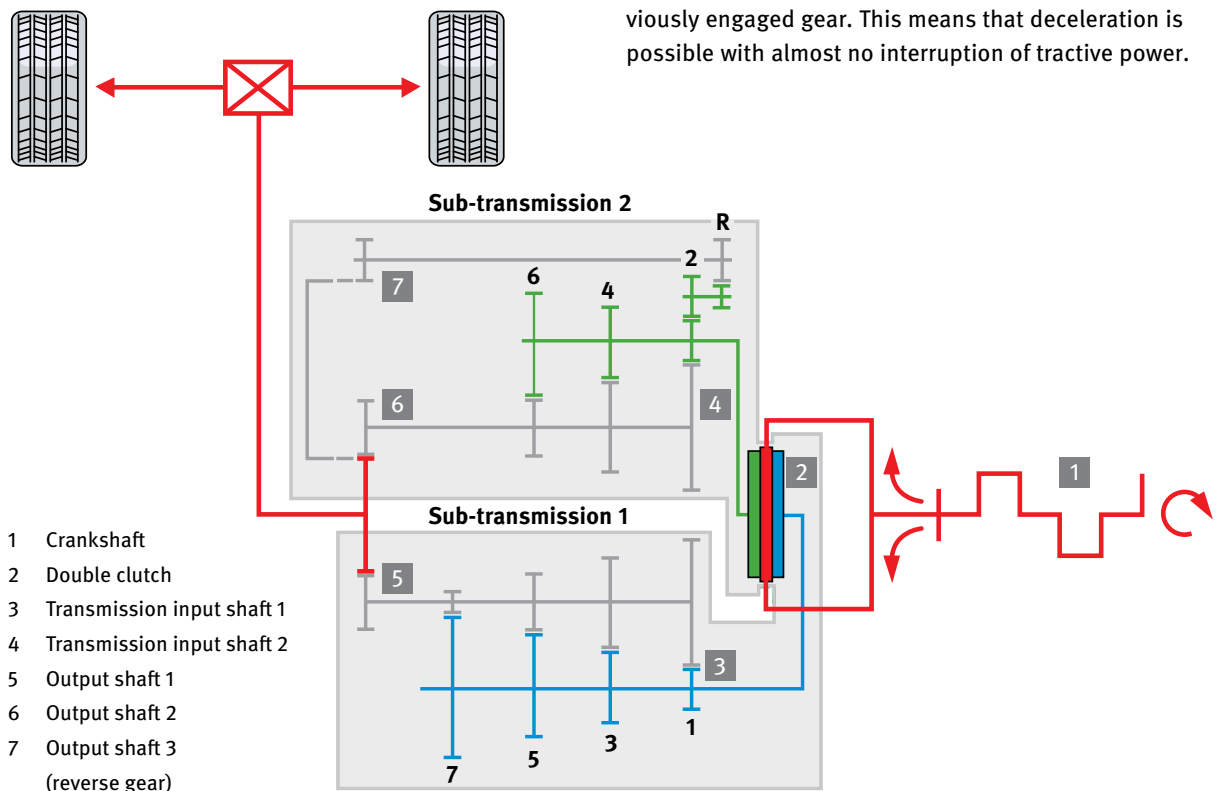 viously engaged gear. This means that deceleration is
possible with almost no interruption of tractive power.
Sub-transmission 2
R
2
6
4
7
6
4
2
1
Sub-transmission 1
5
3
1
3
5
7
1 Crankshaft
2 Double clutch
3 Transmission input shaft 1
4 Transmission input shaft 2
5 Output shaft 1
6 Output shaft 2
7 Output shaft 3
(reverse gear)